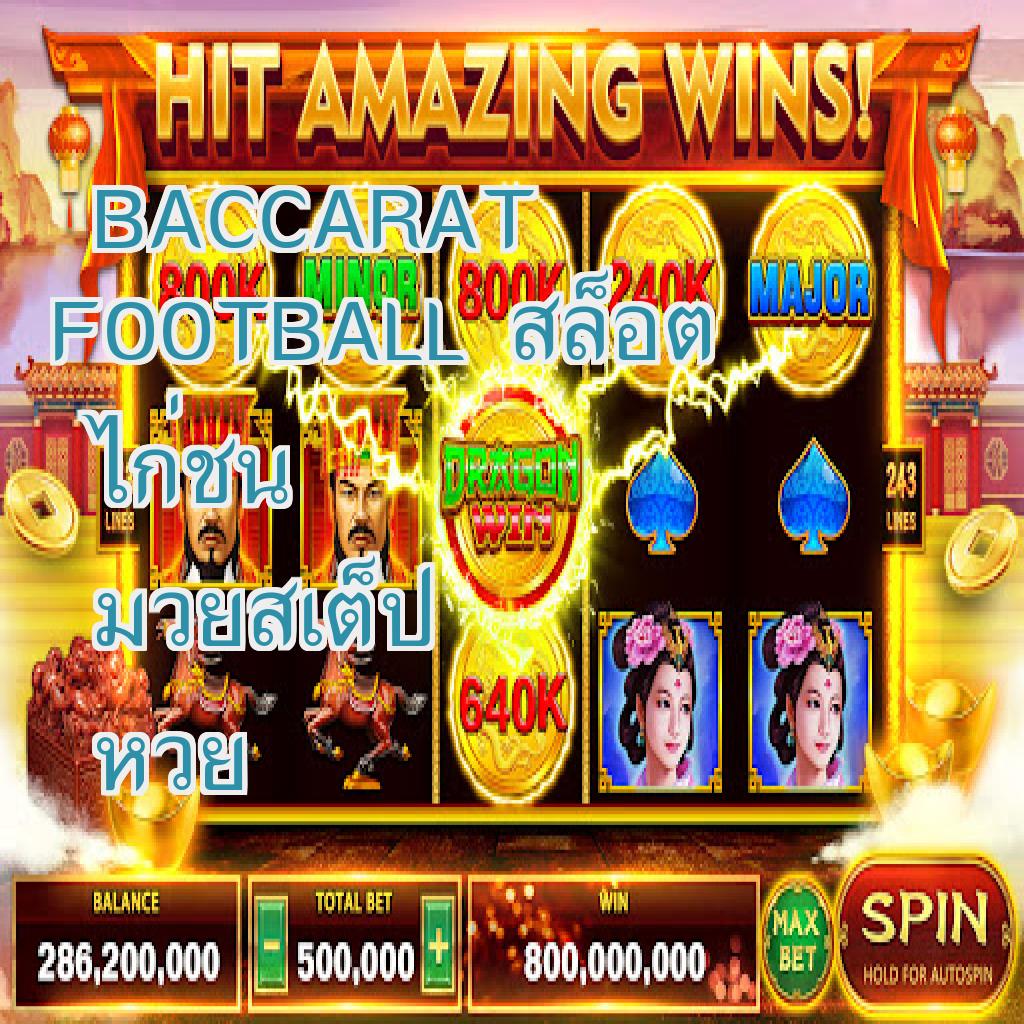 HIT AMAZING WINS!
BACCARAT
800K MINOR 800K 240K MAJOR
FOOTBALL สล็อต
ไก่ชน
DRAGON
WIN
243
LINES LINES
มวยสเต็ป
640K
หวย
BALANCE TOTAL BET WIN
286,200,000 - 500,000 + 800,000,000
MAX
BET
SPIN
HOLD FOR AUTOSPIN